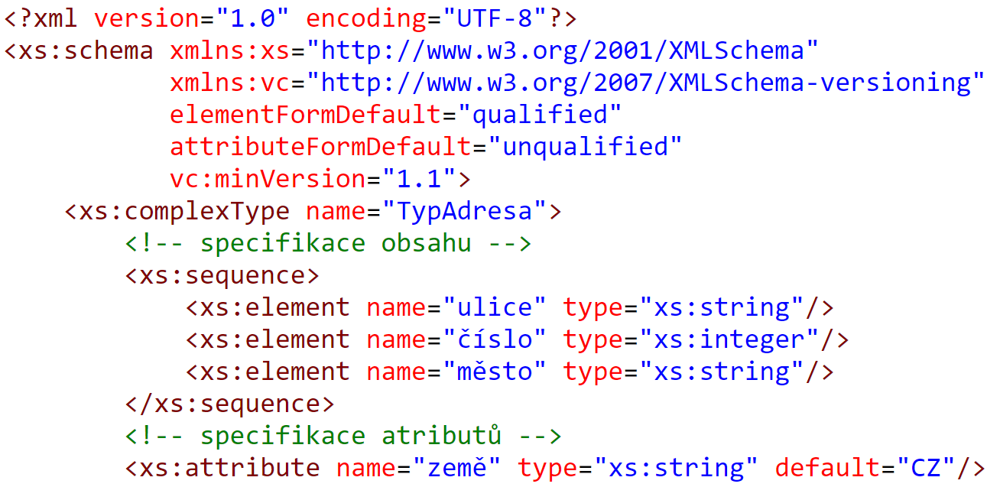 <?xml version="1.0" encoding="UTF-8"?>
<xs:schema xmlns:xs="http://www.w3.org/2001/XMLSchema"
           xmlns:vc="http://www.w3.org/2007/XMLSchema-versioning"
           elementFormDefault="qualified"
           attributeFormDefault="unqualified"
           vc:minVersion="1.1">
    <xs:complexType name="TypAdresa">
        <!-- specifikace obsahu -->
        <xs:sequence>
            <xs:element name="ulice" type="xs:string"/>
            <xs:element name="číslo" type="xs:integer"/>
            <xs:element name="město" type="xs:string"/>
        </xs:sequence>
        <!-- specifikace atributů -->
        <xs:attribute name="země" type="xs:string" default="CZ"/>